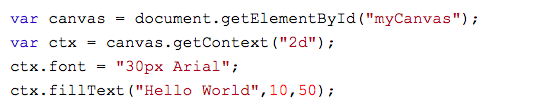 var canvas = document.getElementById("myCanvas");
var ctx = canvas.getContext("2d");
ctx.font = "30px Arial";
ctx.fillText("Hello World",10,50);